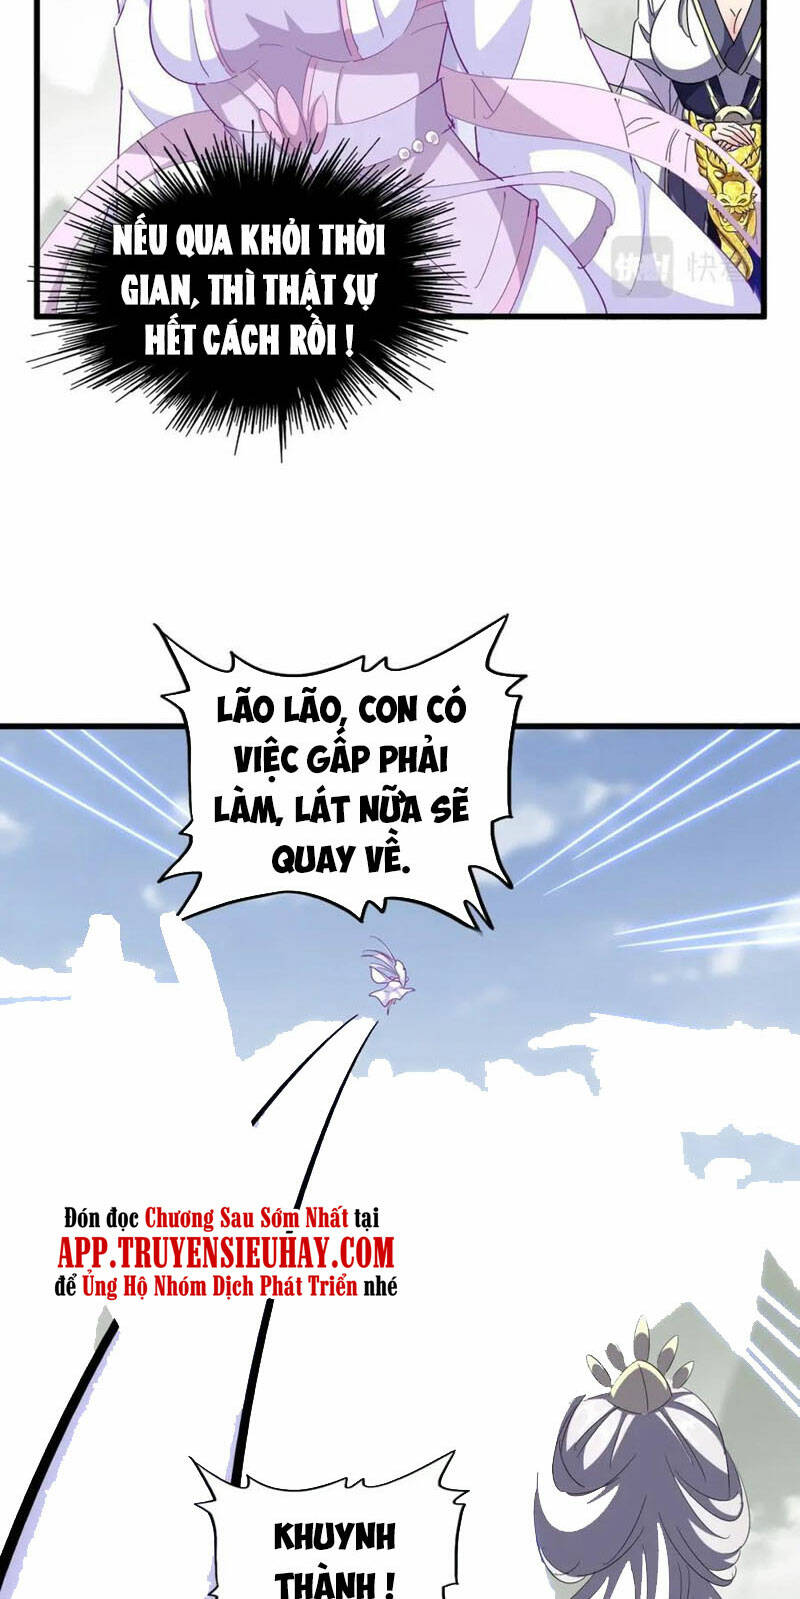 NẾU QUA KHỎI THỜI
GIAN, THÌ THẬT SỰ
HẾT CÁCH RỒI !
快看
LÃO LÃO, CON CÓ
VIỆC GẤP PHẢI
LÀM, LÁT NỮA SẼ
QUAY VỀ.
Đón đọc Chương Sau Sớm Nhất tại
APP.TRUYENSIEUHAY.COM
để Ủng Hộ Nhóm Dịch Phát Triển nhé
KHUYNH
THÀNH !